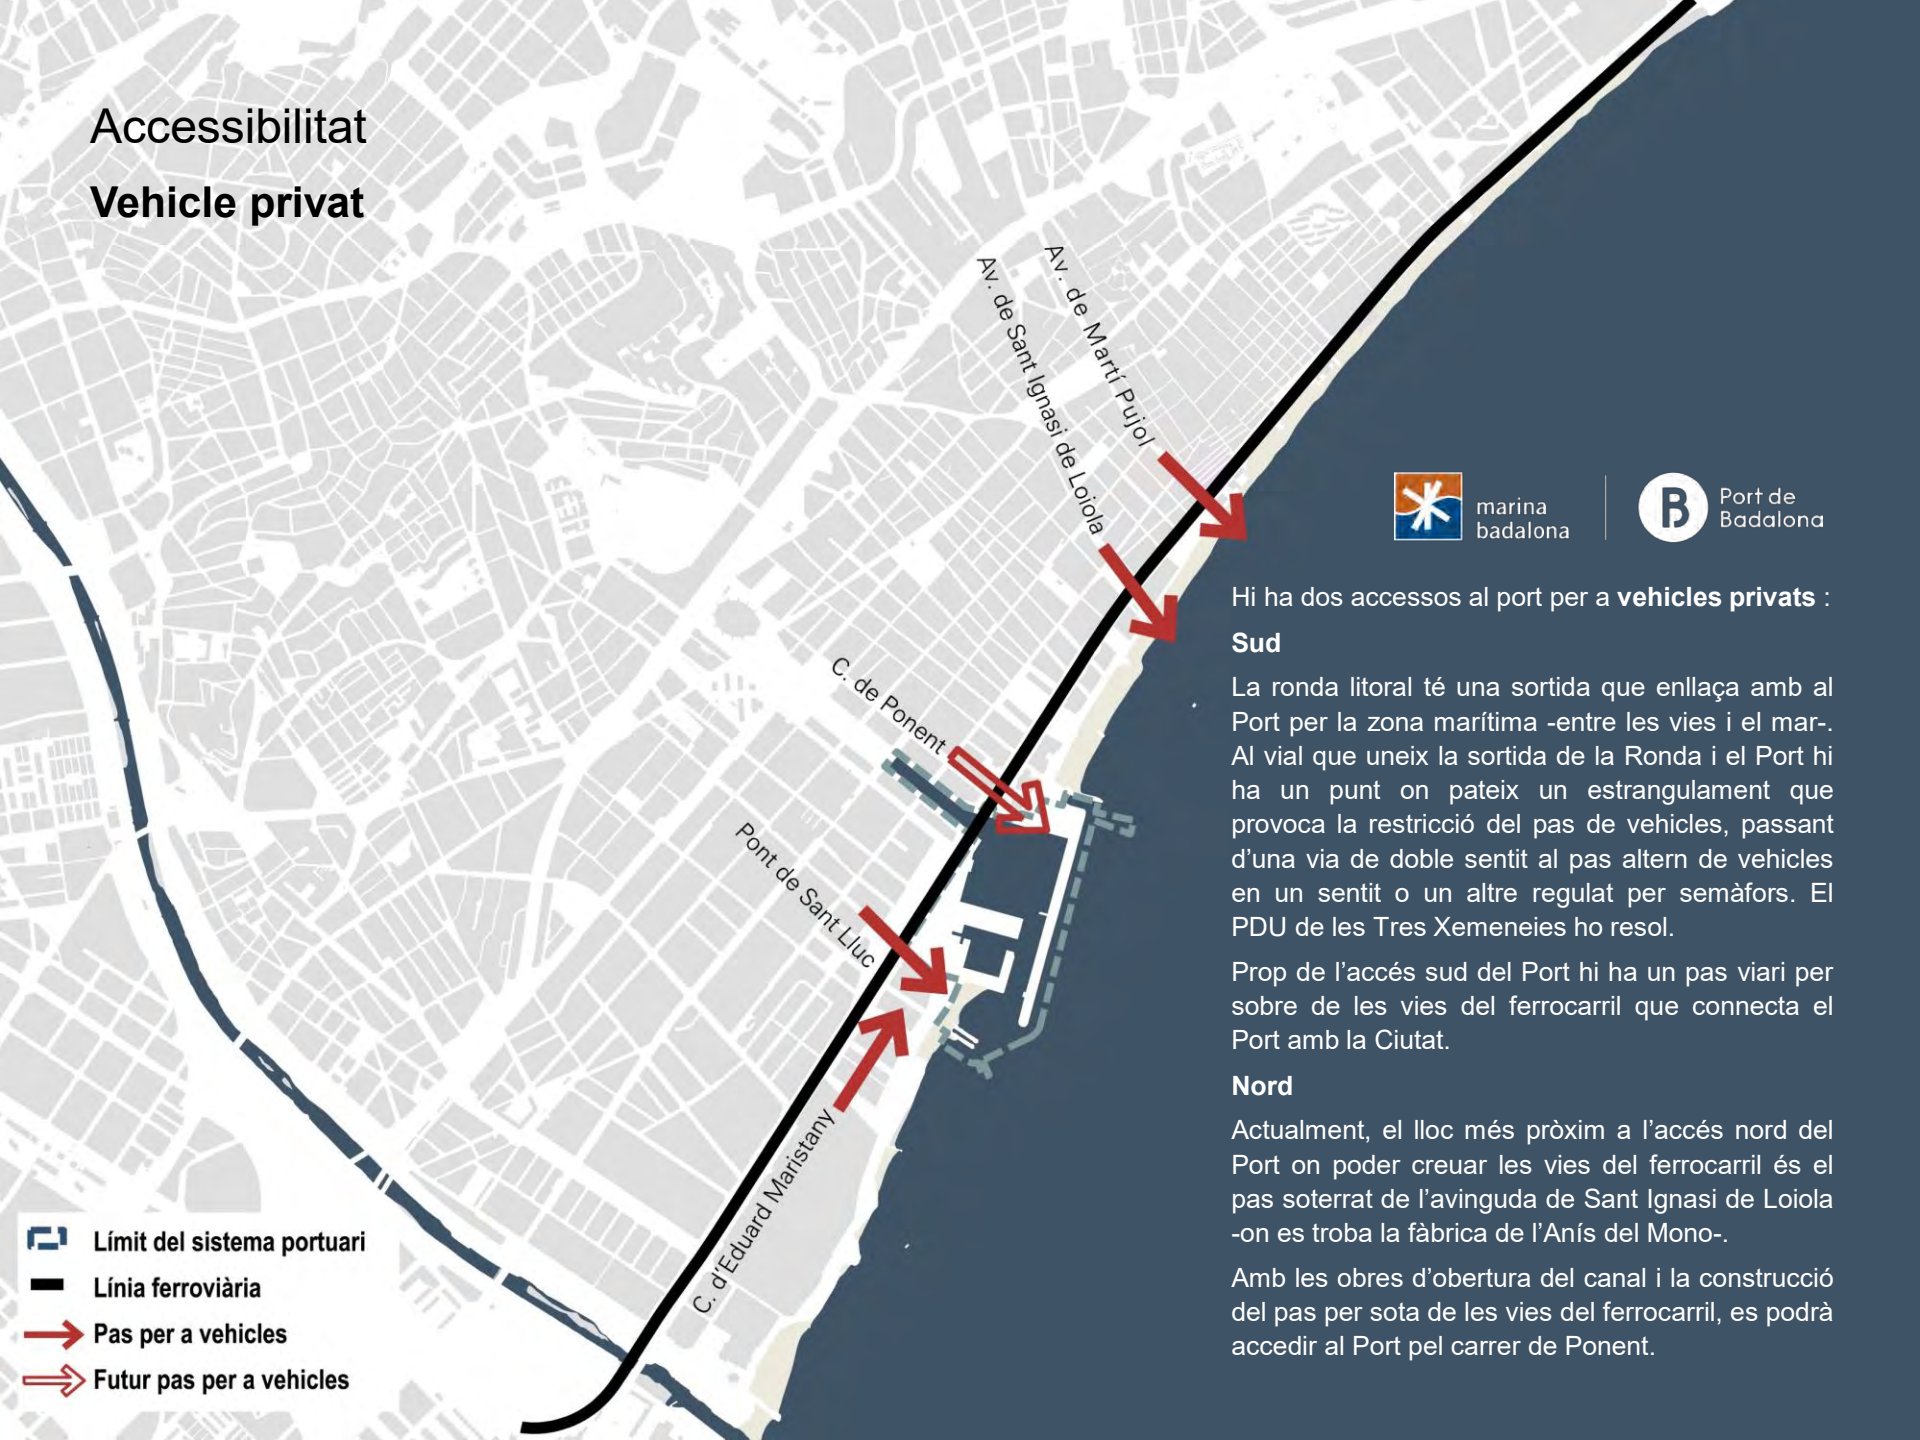 Accessibilitat
Vehicle privat
Av. de Martí Pujol
Av. de Sant Ignasi de Loiola
C. de Ponent
Pont de Sant Lluc
C. d'Eduard Maristany
marina
badalona
B
Port de
Badalona
Hi ha dos accessos al port per a vehicles privats :
Sud
La ronda litoral té una sortida que enllaça amb al
Port per la zona marítima -entre les vies i el mar-.
Al vial que uneix la sortida de la Ronda i el Port hi
ha un punt on pateix un estrangulament que
provoca la restricció del pas de vehicles, passant
d’una via de doble sentit al pas altern de vehicles
en un sentit o un altre regulat per semàfors. El
PDU de les Tres Xemeneies ho resol.
Prop de l’accés sud del Port hi ha un pas viari per
sobre de les vies del ferrocarril que connecta el
Port amb la Ciutat.
Nord
Actualment, el lloc més pròxim a l’accés nord del
Port on poder creuar les vies del ferrocarril és el
pas soterrat de l’avinguda de Sant Ignasi de Loiola
-on es troba la fàbrica de l’Anís del Mono-.
Amb les obres d’obertura del canal i la construcció
del pas per sota de les vies del ferrocarril, es podrà
accedir al Port pel carrer de Ponent.
Límit del sistema portuari
Línia ferroviària
Pas per a vehicles
Futur pas per a vehicles